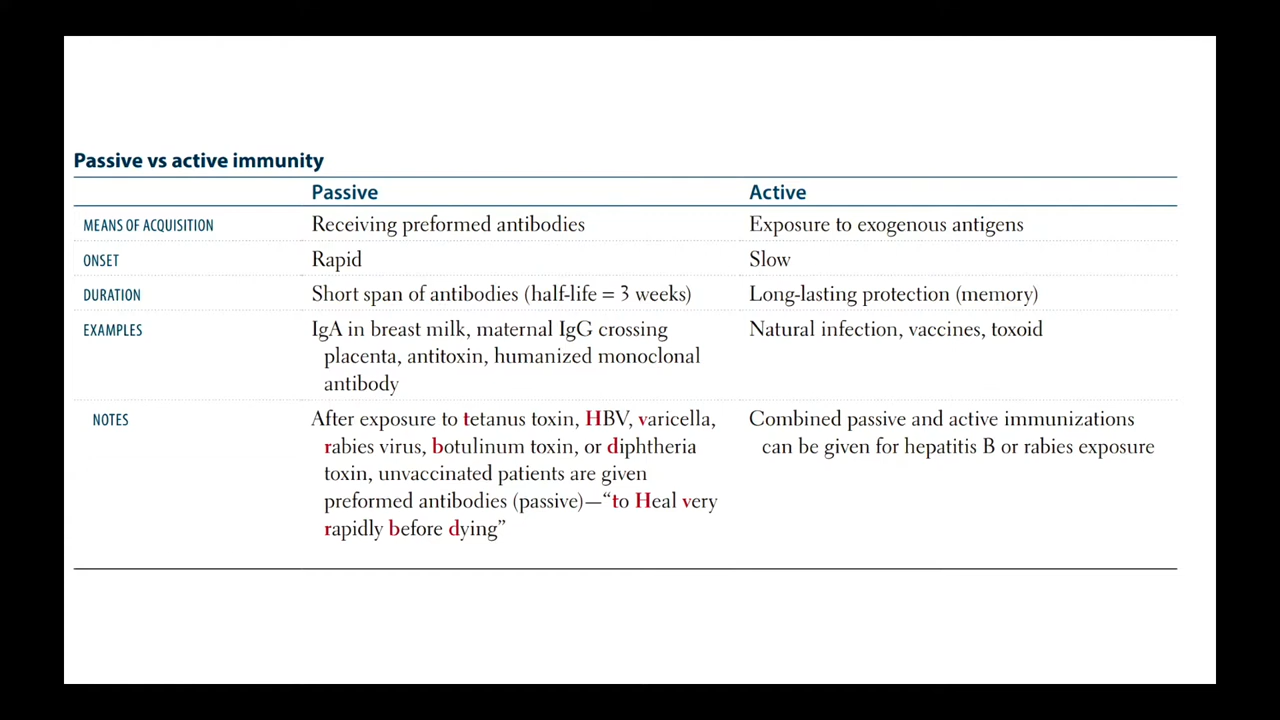 Passive vs active immunity
Passive Active
MEANS OF ACQUISITION Receiving preformed antibodies Exposure to exogenous antigens
ONSET Rapid Slow
DURATION Short span of antibodies (half-life = 3 weeks) Long-lasting protection (memory)
EXAMPLES IgA in breast milk, maternal IgG crossing Natural infection, vaccines, toxoid
placenta, antitoxin, humanized monoclonal
antibody
NOTES After exposure to tetanus toxin, HBV, varicella, Combined passive and active immunizations
rabies virus, botulinum toxin, or diphtheria can be given for hepatitis B or rabies exposure
toxin, unvaccinated patients are given
preformed antibodies (passive)—“to Heal very
rapidly before dying”